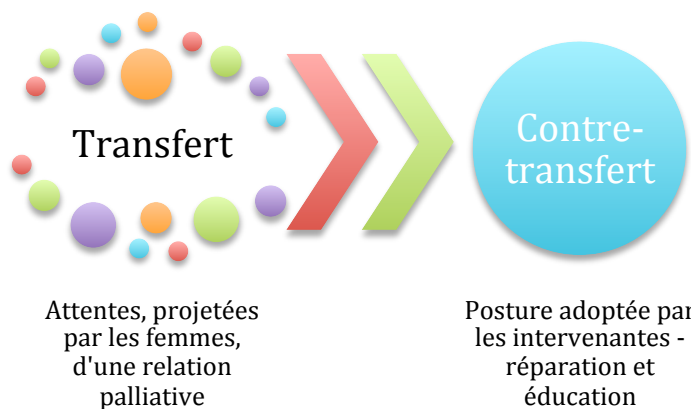 Transfert
Contre-
transfert
Attentes, projetées
par les femmes,
d'une relation
palliative
Posture adoptée par
les intervenantes -
réparation et
éducation